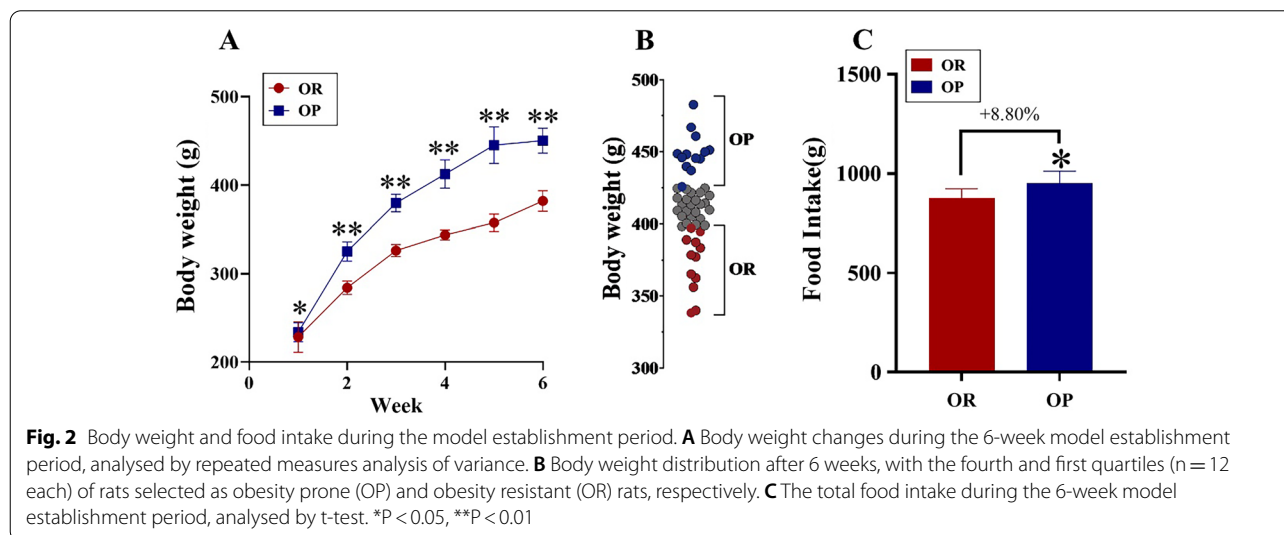 A
OR
OP
Body weight (g)
500
400
300
200
*
**
**
**
**
**
0
2
4
6
Week
B
Body weight (g)
500
450
400
350
300
OP
OR
C
OR
OP
Food Intake(g)
1500
1000
500
0
+8.80%
*
OR
OP
Fig. 2 Body weight and food intake during the model establishment period. A Body weight changes during the 6-week model establishment
period, analysed by repeated measures analysis of variance. B Body weight distribution after 6 weeks, with the fourth and first quartiles (n = 12
each) of rats selected as obesity prone (OP) and obesity resistant (OR) rats, respectively. C The total food intake during the 6-week model
establishment period, analysed by t-test. *P < 0.05, **P < 0.01